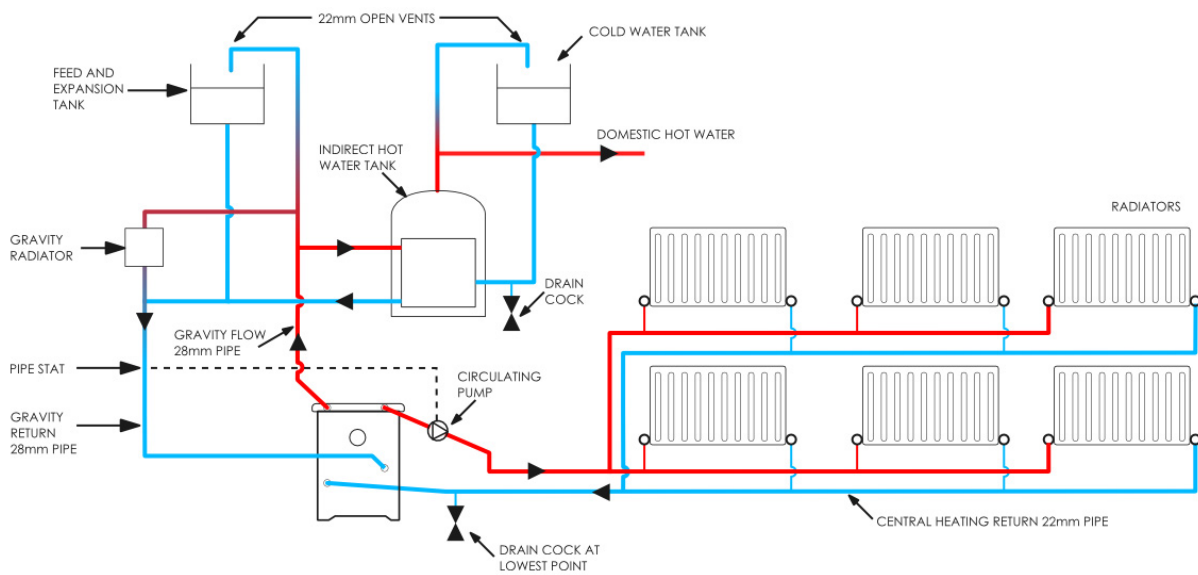 22mm OPEN VENTS
COLD WATER TANK
FEED AND
EXPANSION
TANK
DOMESTIC HOT WATER
INDIRECT HOT
WATER TANK
RADIATORS
GRAVITY
RADIATOR
DRAIN
COCK
GRAVITY FLOW
28mm PIPE
PIPE STAT
CIRCULATING
PUMP
GRAVITY
RETURN
28mm PIPE
CENTRAL HEATING RETURN 22mm PIPE
DRAIN COCK AT
LOWEST POINT